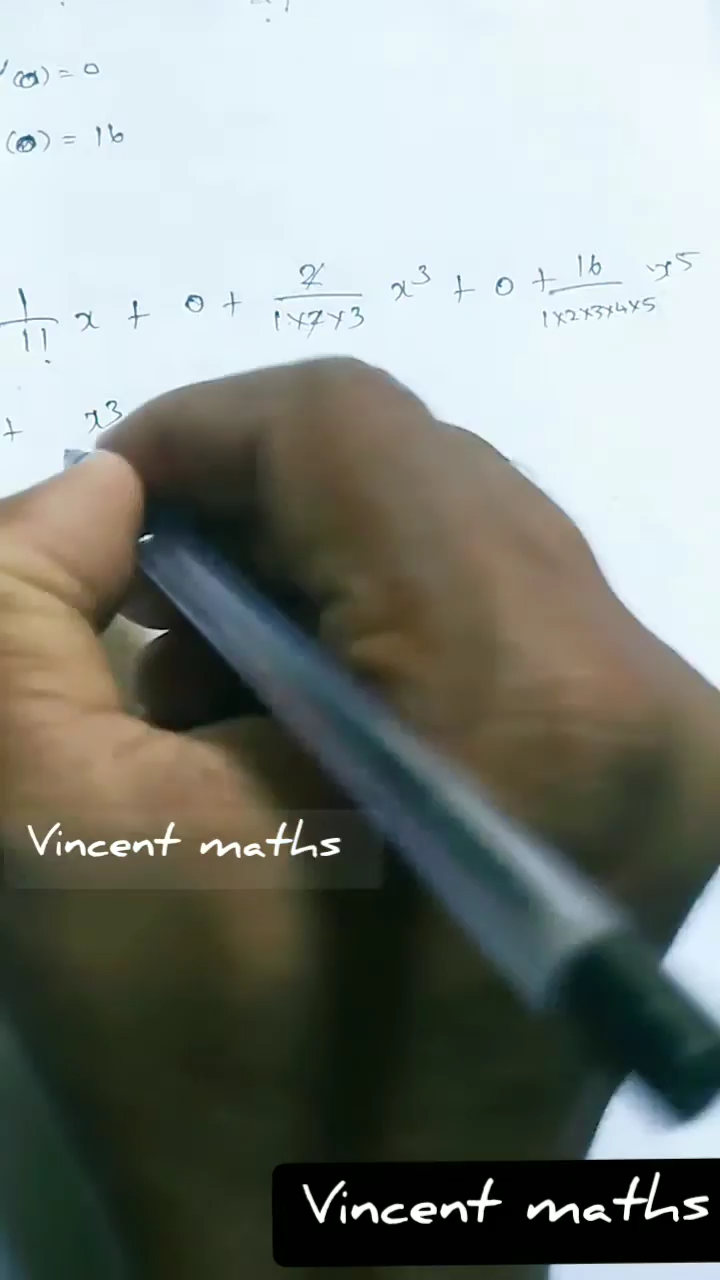 (0) = 0
(0) = 16
1/1! x + 0 + 2/1×2×3 x³ + 0 + 16/1×2×3×4×5 x⁵
+ x³
Vincent maths
Vincent maths